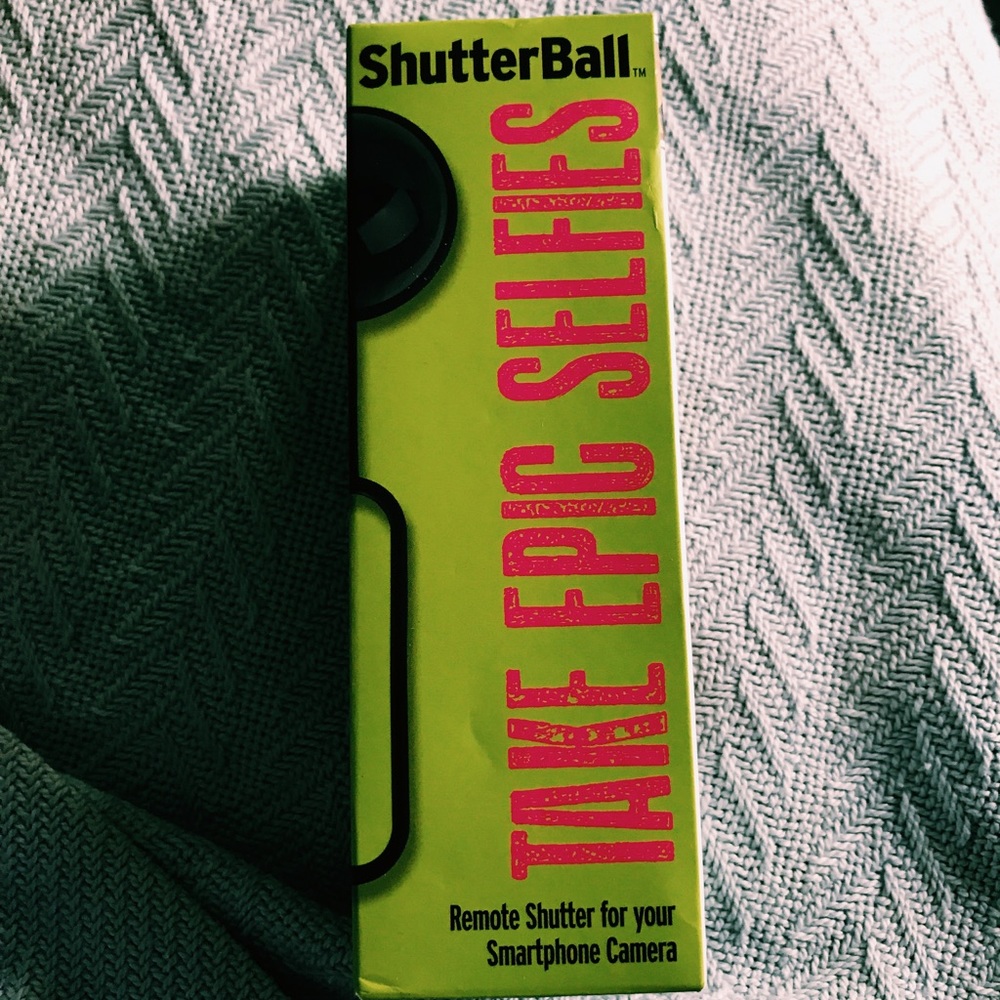 ShutterBall™
TAKE EPIC SELFIES
Remote Shutter for your
Smartphone Camera